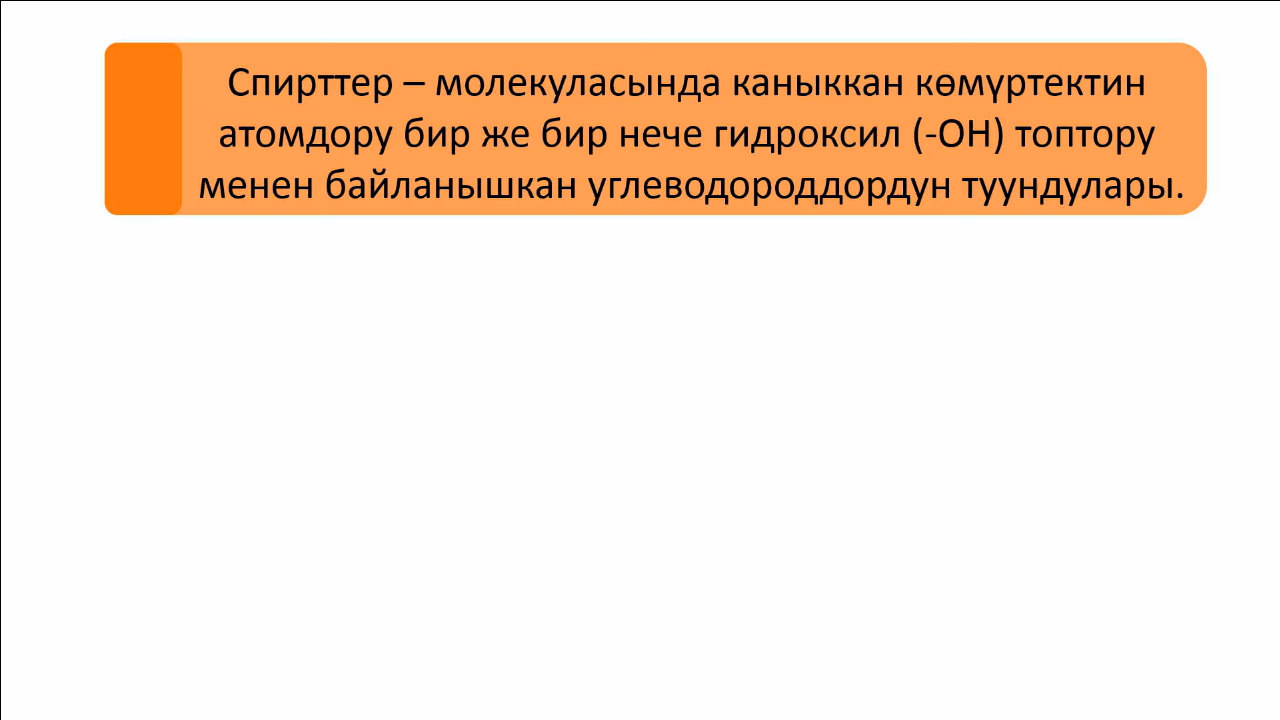 Спирттер – молекуласында каныккан көмүртектин
атомдору бир же бир нече гидроксил (-ОН) топтору
менен байланышкан углеводороддордун туундулары.